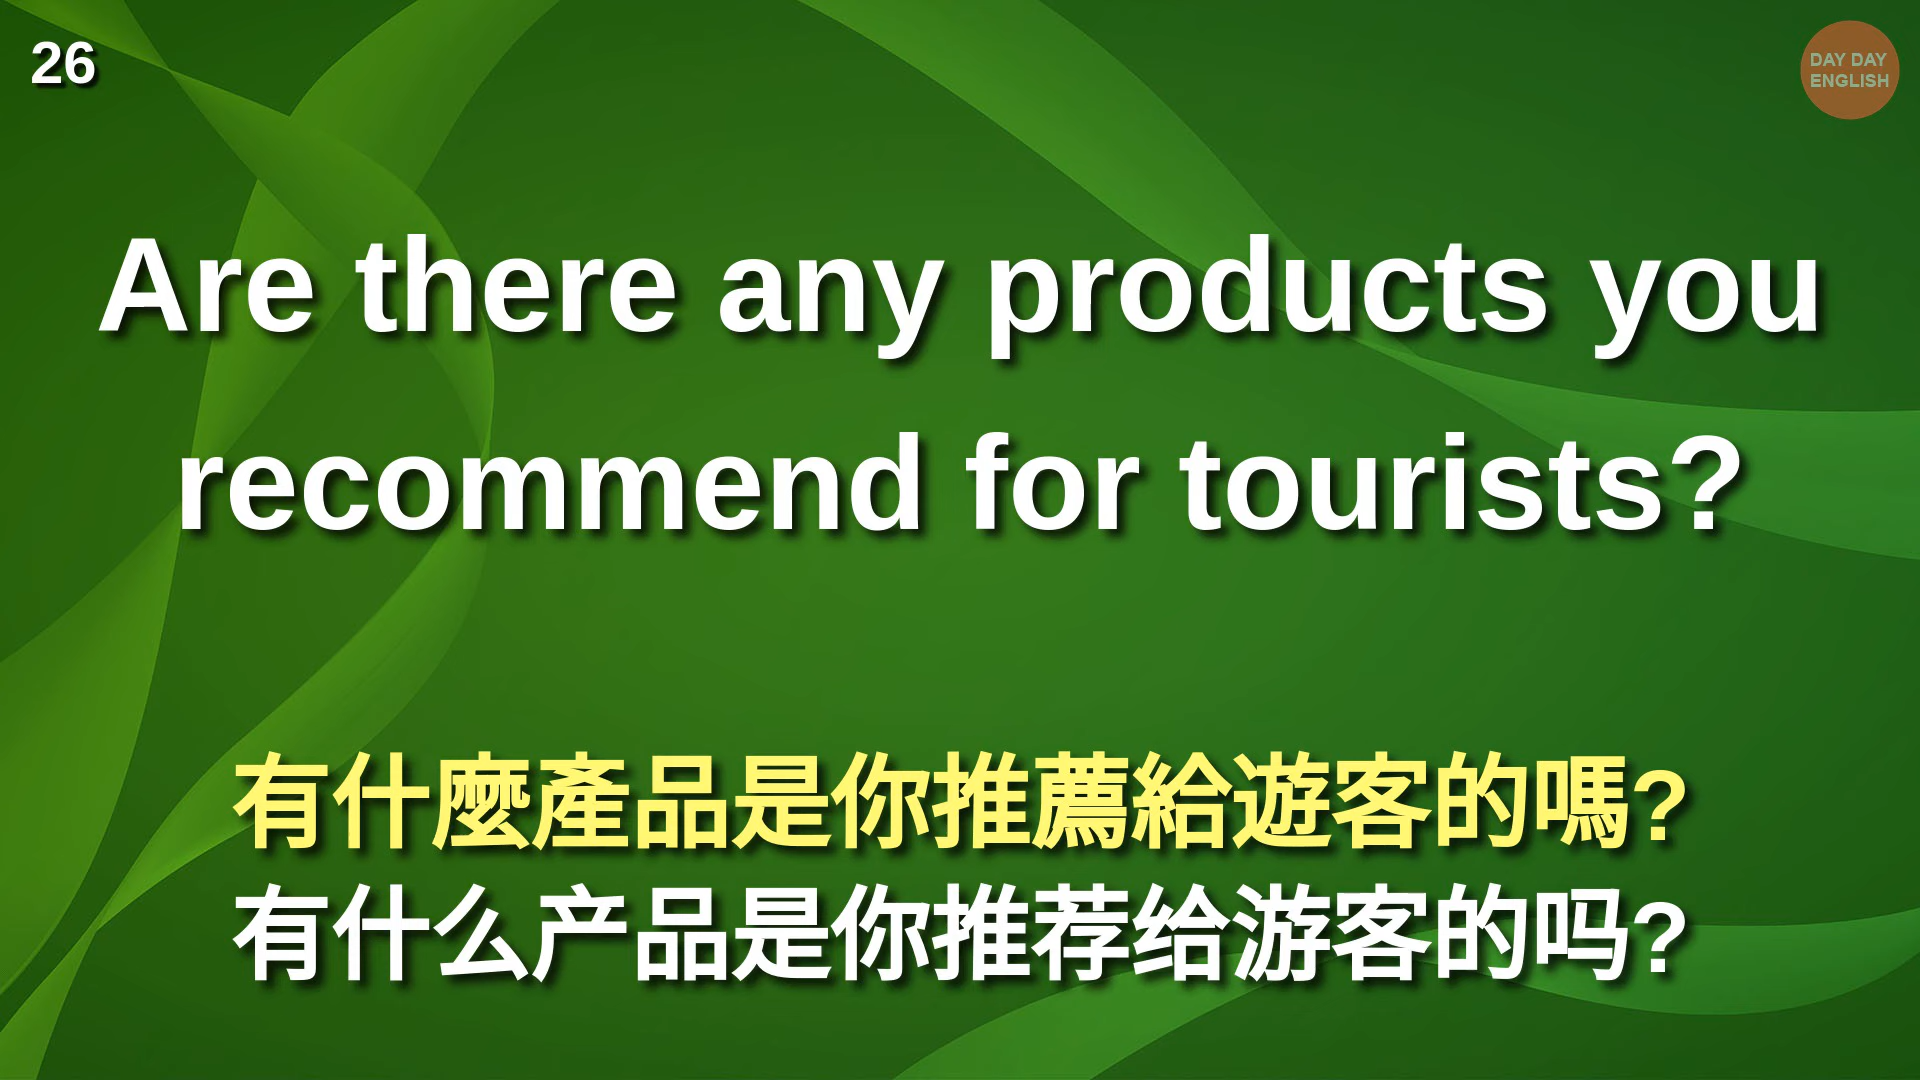 26
DAY DAY
ENGLISH
Are there any products you
recommend for tourists?
有什麼產品是你推薦給遊客的嗎?
有什么产品是你推荐给游客的吗?